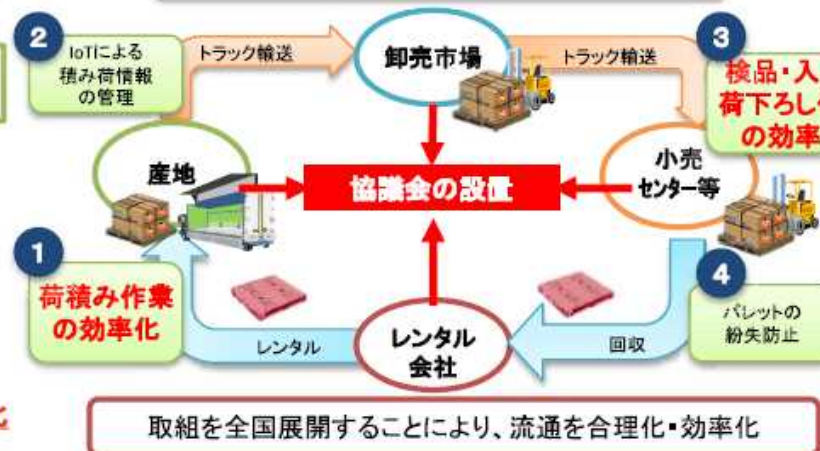 2
IoTによる
積み荷情報
の管理
トラック輸送
卸売市場
トラック輸送
3
検品・入
荷下ろし
の効率
産地
協議会の設置
小売
センター等
1
荷積み作業
の効率化
レンタル
レンタル
会社
回収
4
パレットの
紛失防止
取組を全国展開することにより、流通を合理化・効率化